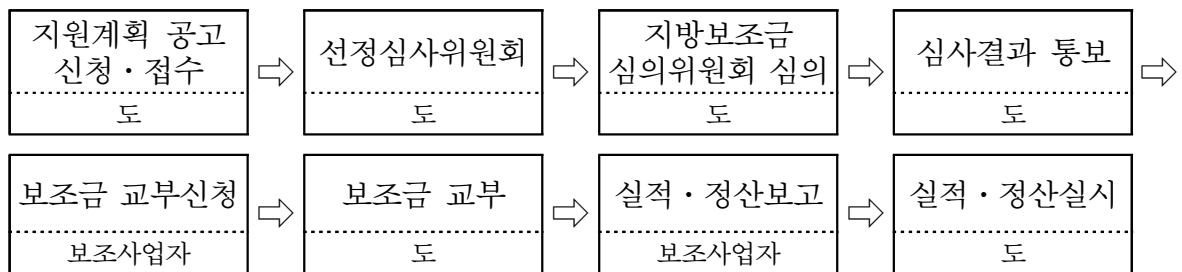 지원계획 공고
신청・접수
도
⇨
선정심사위원회
도
⇨
지방보조금
심의위원회 심의
도
⇨
심사결과 통보
도
⇨
보조금 교부신청
보조사업자
⇨
보조금 교부
도
⇨
실적・정산보고
보조사업자
⇨
실적・정산실시
도